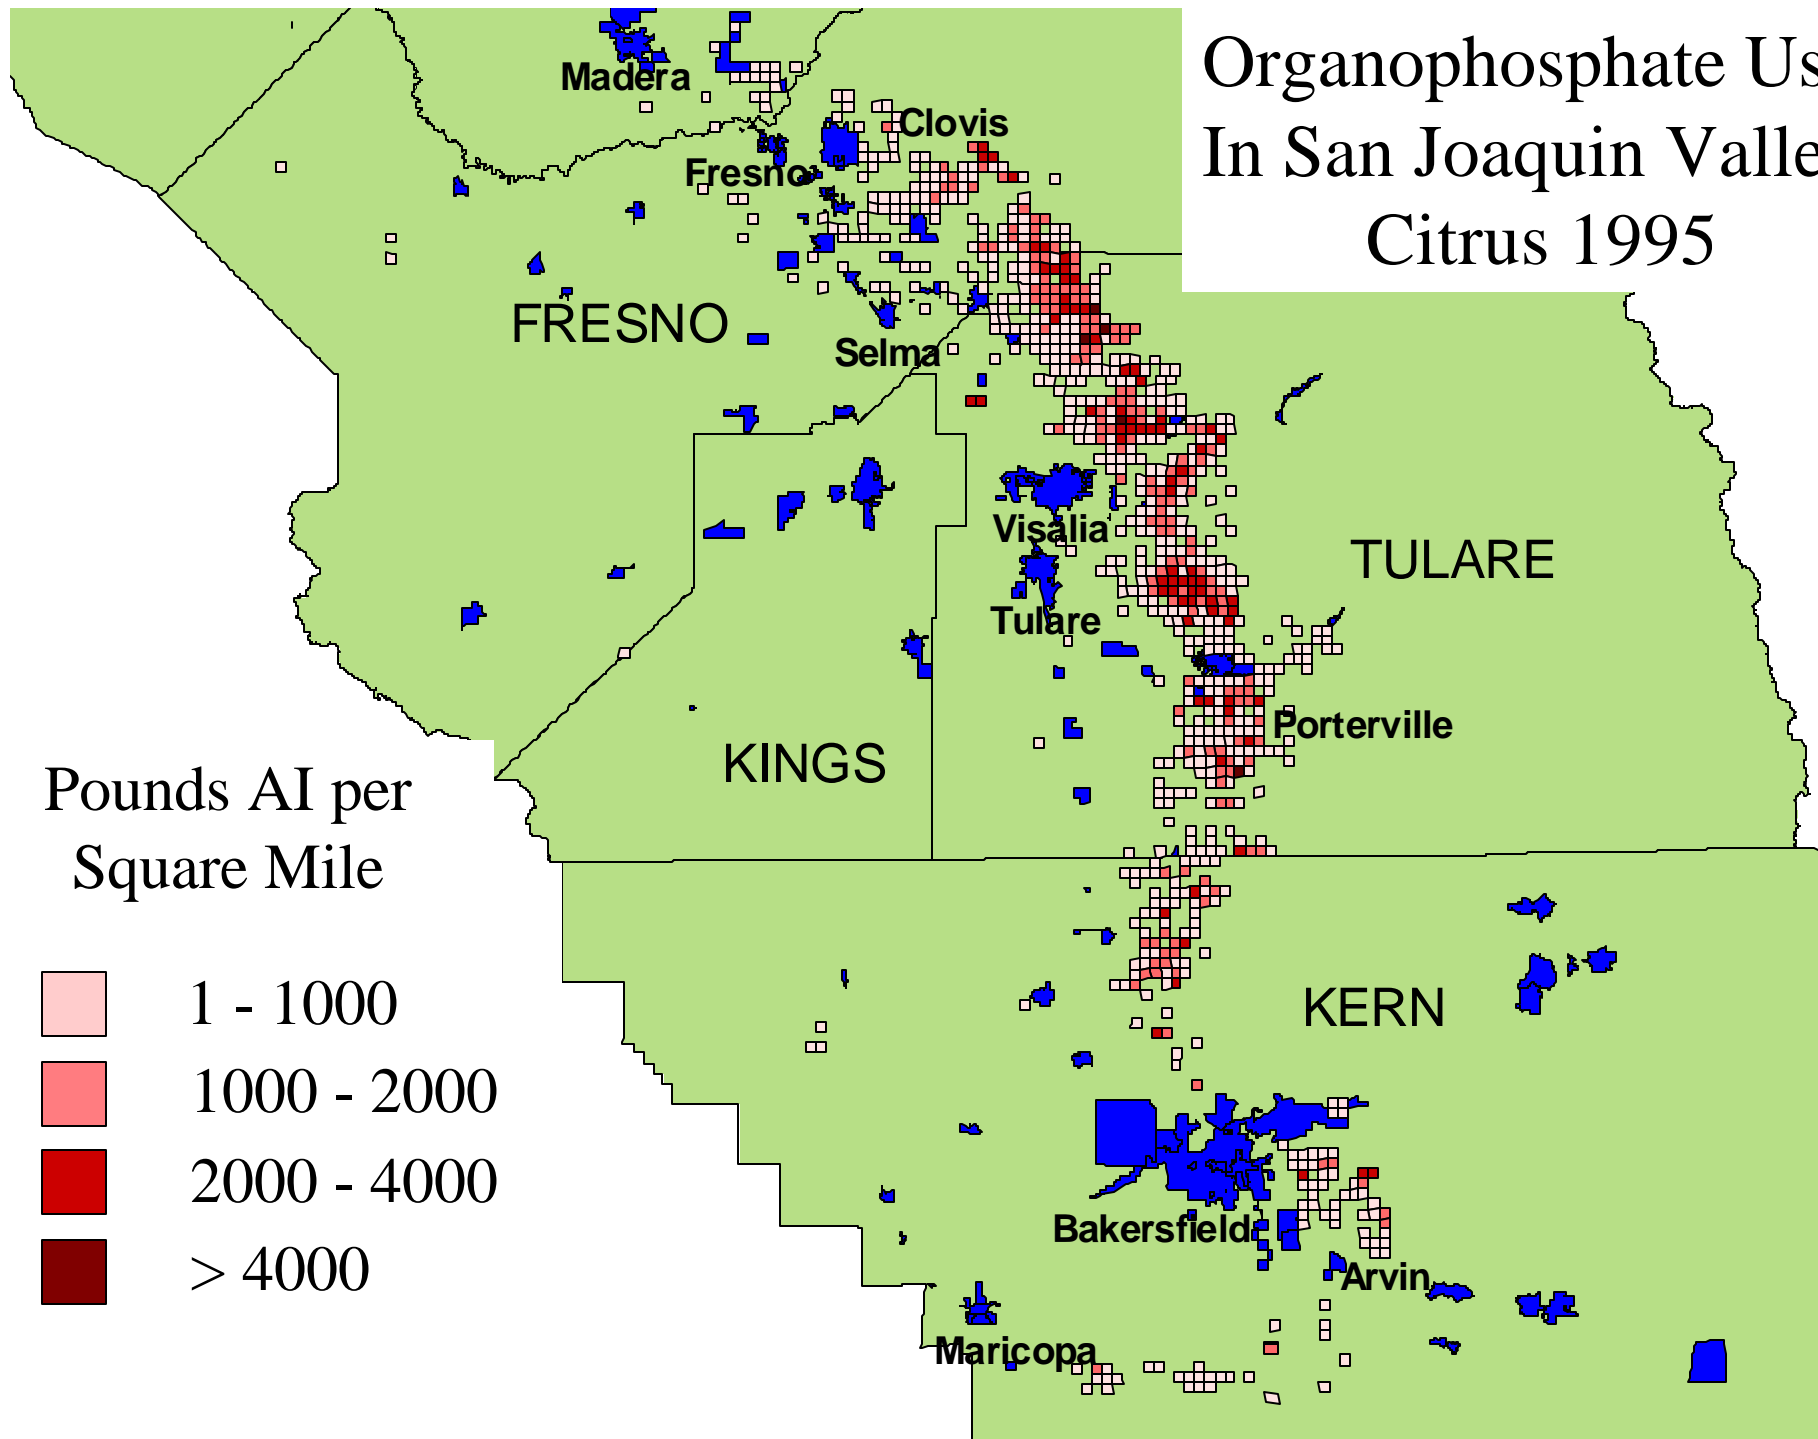 Organophosphate Us
In San Joaquin Valle
Citrus 1995
Madera
Clovis
Fresno
FRESNO
Selma
Visalia
TULARE
Tulare
Porterville
KINGS
Pounds AI per
Square Mile
1 - 1000
1000 - 2000
2000 - 4000
> 4000
KERN
Bakersfield
Arvin
Maricopa